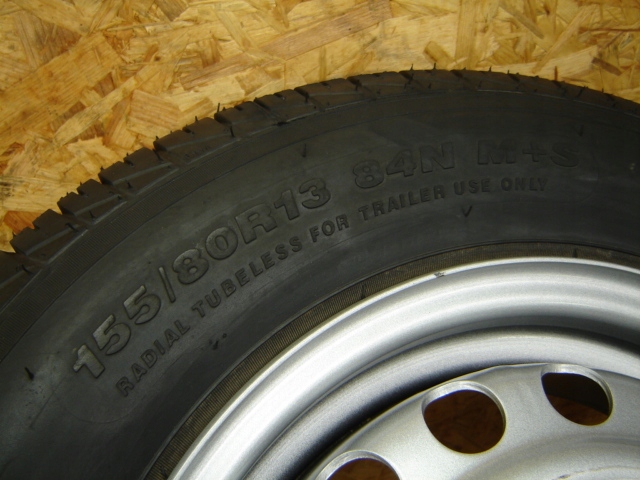 155/80R13 84N M+S
RADIAL TUBELESS FOR TRAILER USE ONLY